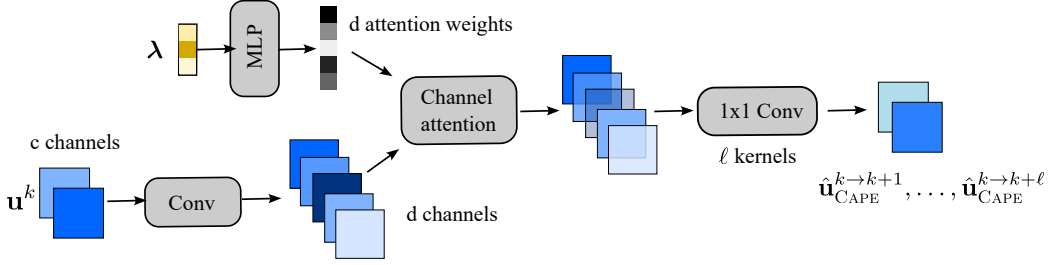 λ
MLP
d attention weights
Channel
attention
1x1 Conv
ℓ kernels
c channels
u^k
Conv
d channels
û_CAPE^{k→k+1}, . . . , û_CAPE^{k→k+ℓ}